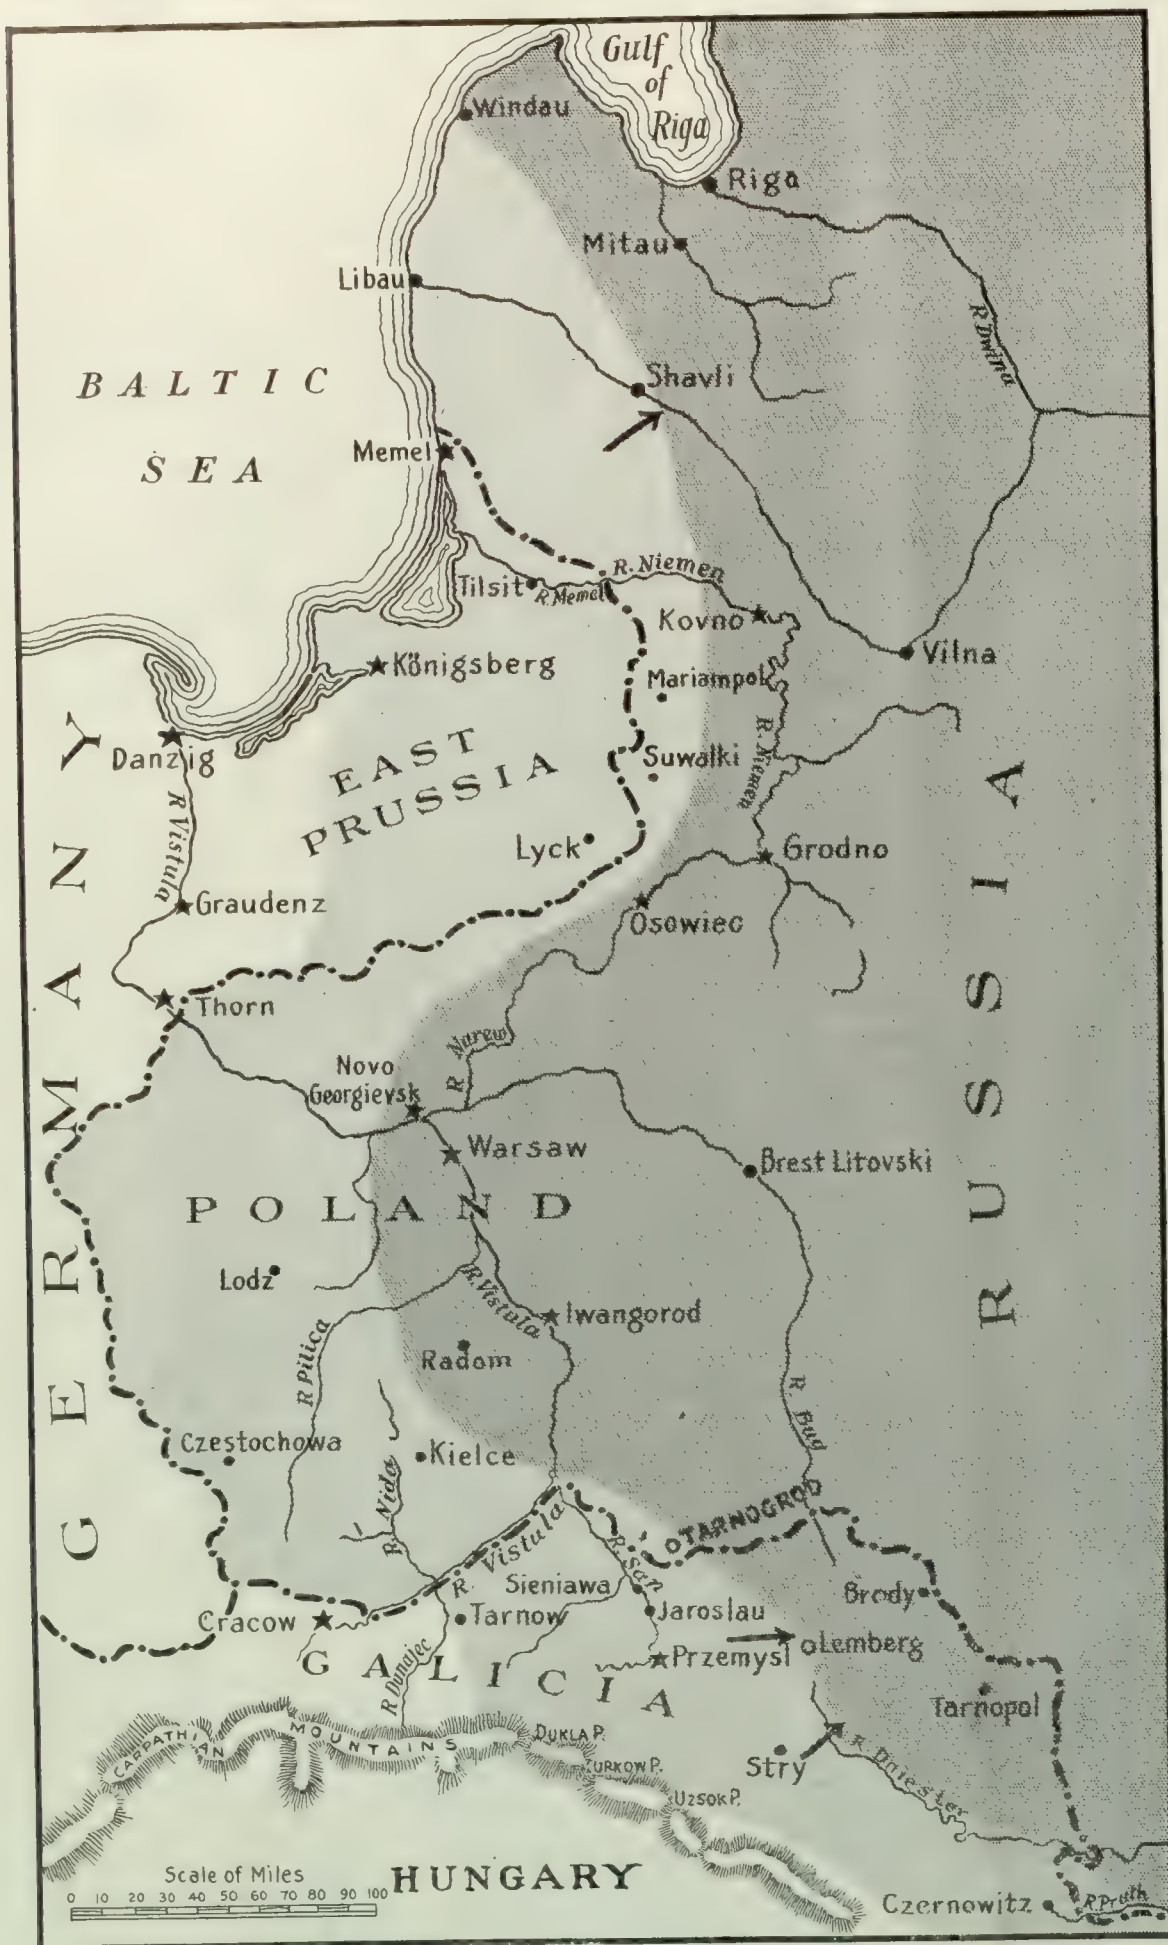 Gulf
of
Riga
Windau
Riga
Mitau
Libau
R Dwina
Shavli
BALTIC
SEA
Memel
R. Niemen
Tilsit
R. Memel
Kovno
Vilna
Königsberg
Mariampol
Danzig
EAST
PRUSSIA
Suwalki
R. Niemen
R Vistula
Lyck
Grodno
Graudenz
Osowiec
GERMANY
RUSSIA
Thorn
R Narew
Novo
Georgievsk
Warsaw
Brest Litovski
POLAND
Lodz
R. Vistula
Iwangorod
R Pilica
Radom
R. Bug
Czestochowa
Kielce
R. Nida
OTARNOGROD
R. Vistula
R. San
Sieniawa
Brody
Cracow
Tarnow
Jaroslau
Lemberg
Przemysl
GALICIA
R Dunajec
Tarnopol
CARPATHIAN MOUNTAINS
DUKLA P.
Stry
R Dniester
ZURKOW P.
UZSOK P.
Scale of Miles
0 10 20 30 40 50 60 70 80 90 100
HUNGARY
Czernowitz
R Pruth